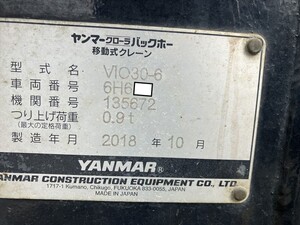 ヤンマークローラバックホー
移動式クレーン
型式名 VIO30-6
車両番号 6H6
機関番号 135672
つり上げ荷重 0.9t
(最大の定格荷重)
製造年月 2018年10月
YANMAR
YANMAR CONSTRUCTION EQUIPMENT CO., LTD.
1717-1 Kumano, Chikugo, FUKUOKA 833-0055, JAPAN
MADE IN JAPAN